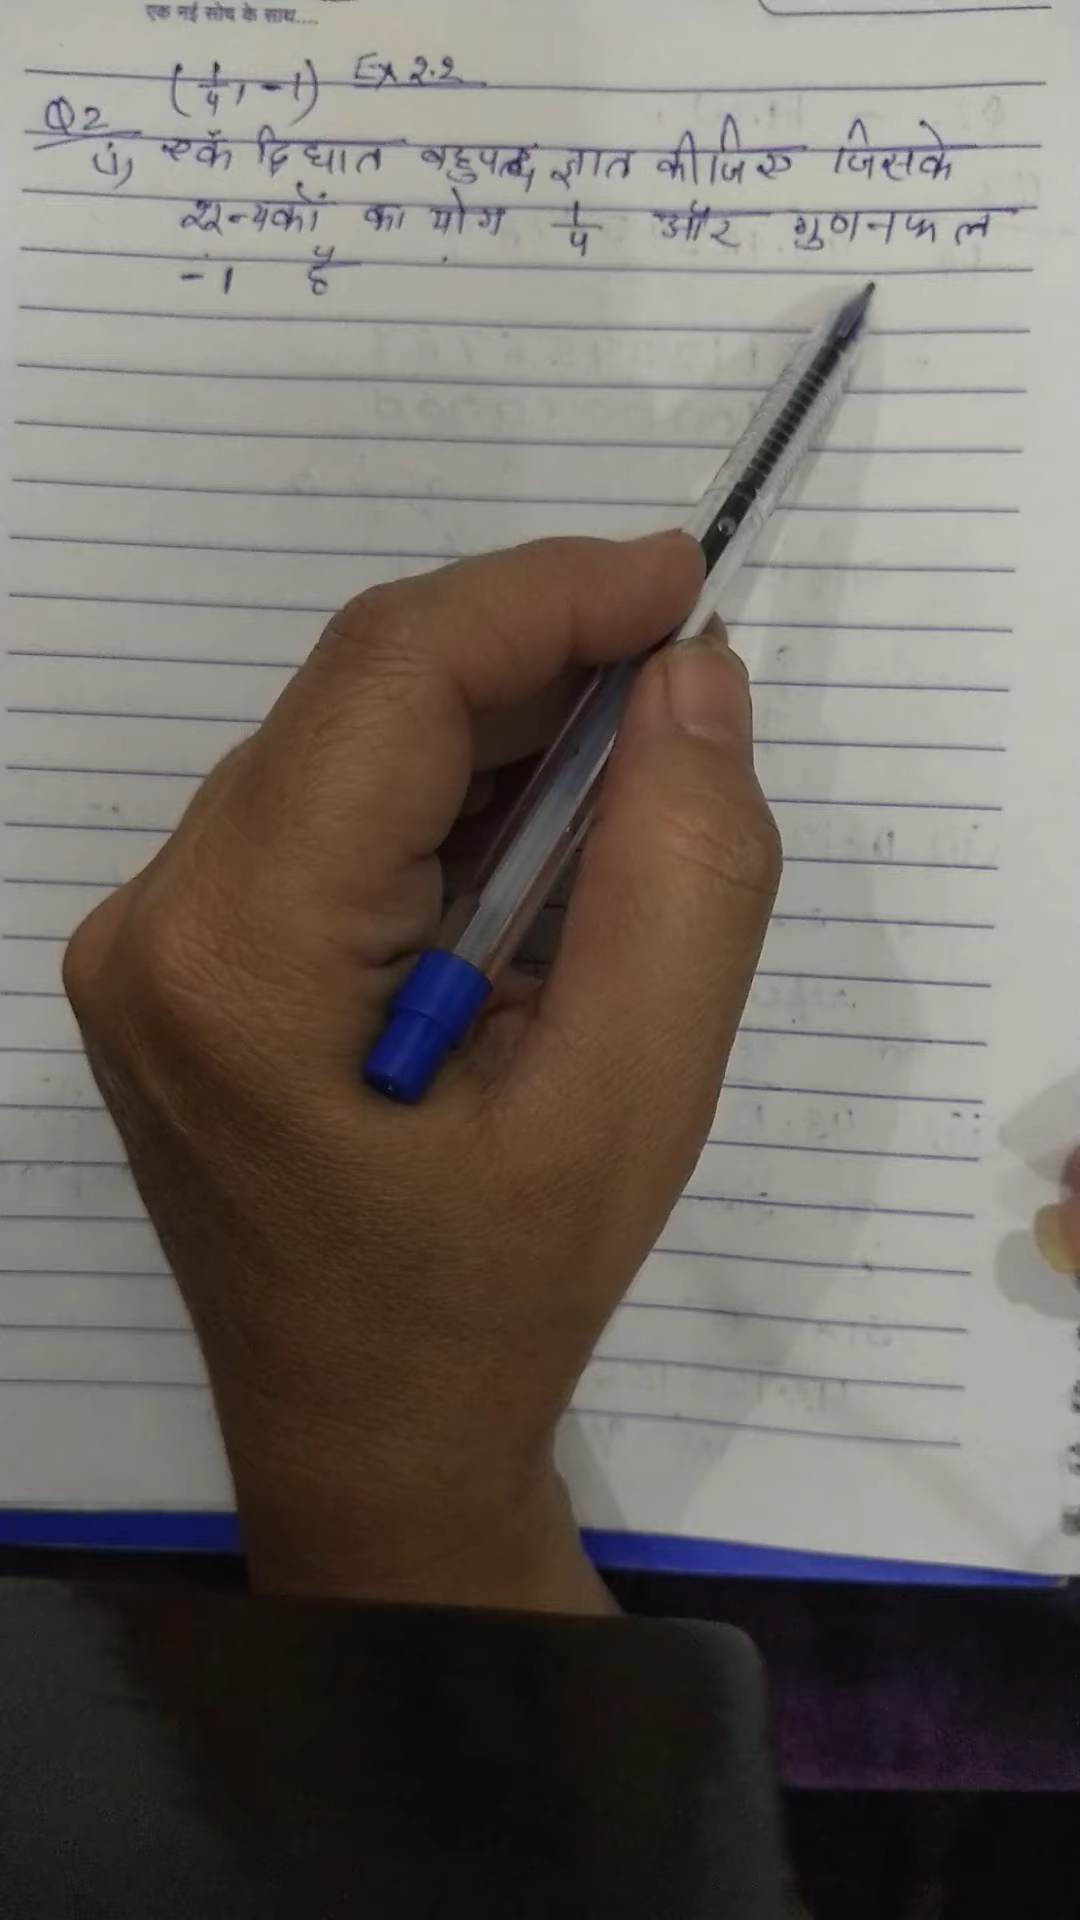 एक नई सोच के साथ....
(1/4, -1) Ex 2.2
Q2
(i) एक द्विघात बहुपद ज्ञात कीजिए जिसके
शून्यकों का योग 1/4 और गुणनफल
-1 है